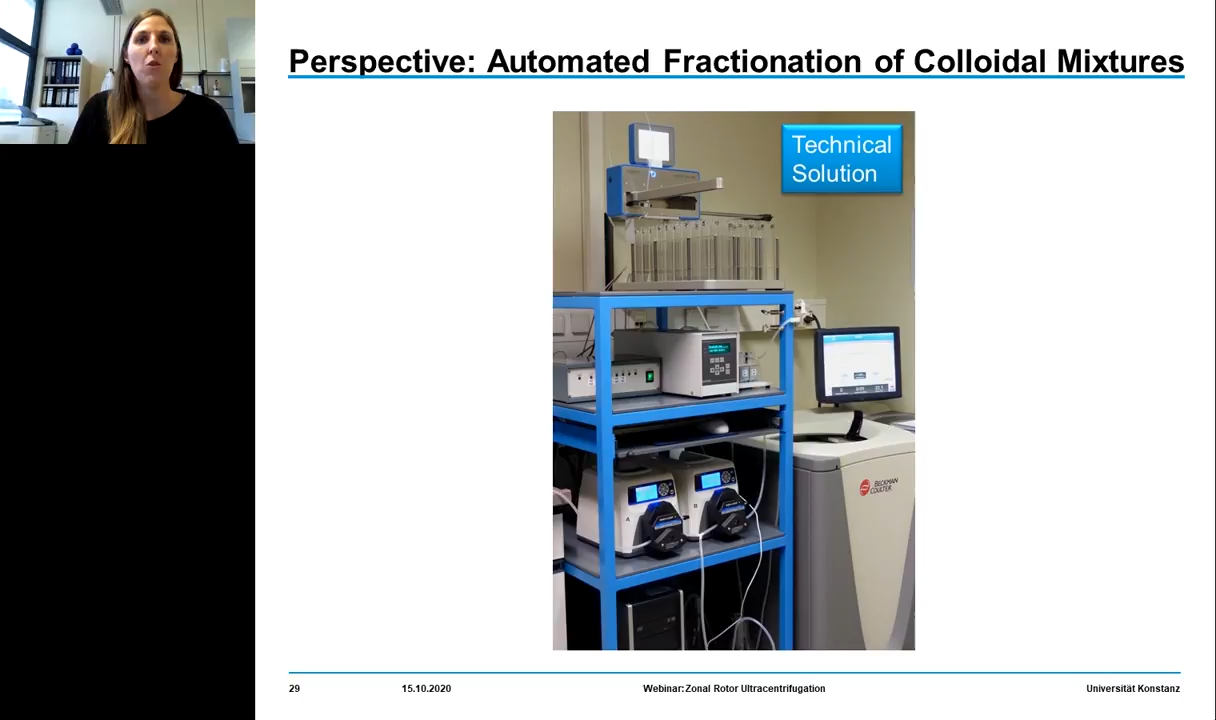 Perspective: Automated Fractionation of Colloidal Mixtures
Technical
Solution
A
B
BECKMAN
COULTER
29
15.10.2020
Webinar: Zonal Rotor Ultracentrifugation
Universität Konstanz